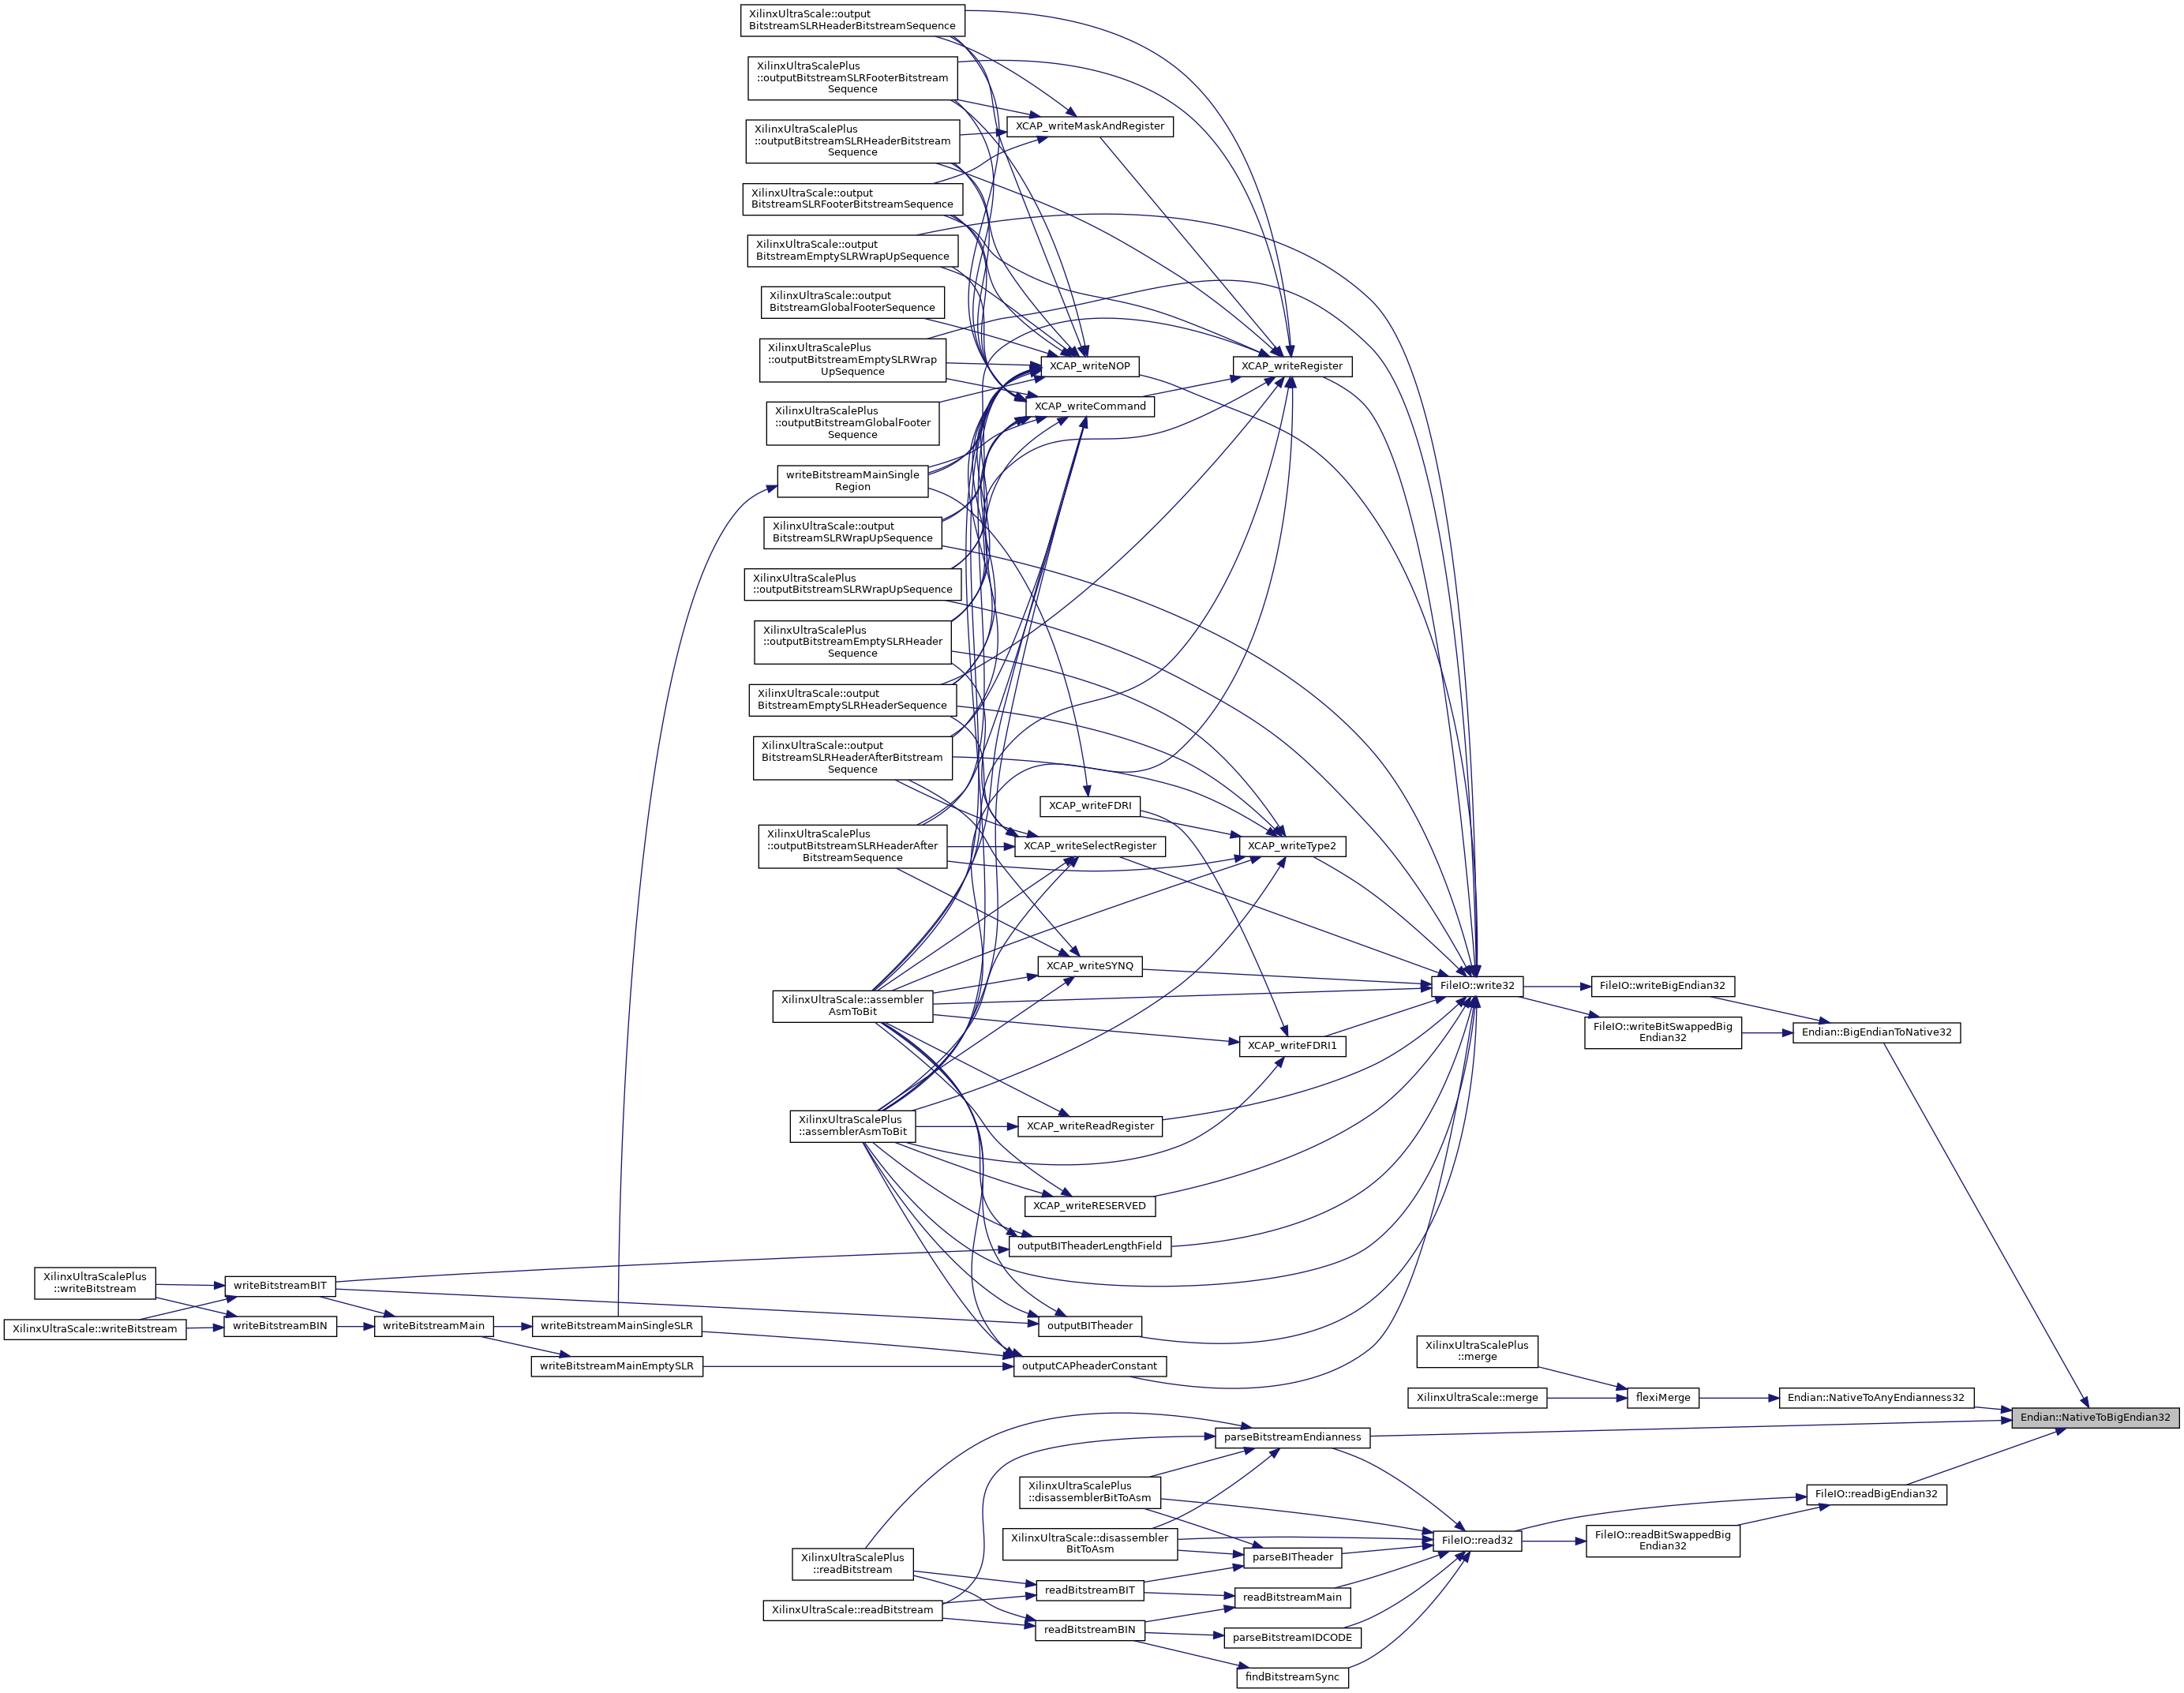 XilinxUltraScale::output
BitstreamSLRHeaderBitstreamSequence
XilinxUltraScalePlus
::outputBitstreamSLRFooterBitstream
Sequence
XCAP_writeMaskAndRegister
XilinxUltraScalePlus
::outputBitstreamSLRHeaderBitstream
Sequence
XilinxUltraScale::output
BitstreamSLRFooterBitstreamSequence
XilinxUltraScale::output
BitstreamEmptySLRWrapUpSequence
XilinxUltraScale::output
BitstreamGlobalFooterSequence
XilinxUltraScalePlus
::outputBitstreamEmptySLRWrap
UpSequence
XCAP_writeNOP
XCAP_writeRegister
XCAP_writeCommand
XilinxUltraScalePlus
::outputBitstreamGlobalFooter
Sequence
writeBitstreamMainSingle
Region
XilinxUltraScale::output
BitstreamSLRWrapUpSequence
XilinxUltraScalePlus
::outputBitstreamSLRWrapUpSequence
XilinxUltraScalePlus
::outputBitstreamEmptySLRHeader
Sequence
XilinxUltraScale::output
BitstreamEmptySLRHeaderSequence
XilinxUltraScale::output
BitstreamSLRHeaderAfterBitstream
Sequence
XCAP_writeFDRI
XilinxUltraScalePlus
::outputBitstreamSLRHeaderAfter
BitstreamSequence
XCAP_writeSelectRegister
XCAP_writeType2
XCAP_writeSYNQ
XilinxUltraScale::assembler
AsmToBit
FileIO::write32
FileIO::writeBigEndian32
FileIO::writeBitSwappedBig
Endian32
Endian::BigEndianToNative32
XCAP_writeFDRI1
XilinxUltraScalePlus
::assemblerAsmToBit
XCAP_writeReadRegister
XCAP_writeRESERVED
outputBITheaderLengthField
XilinxUltraScalePlus
::writeBitstream
writeBitstreamBIT
XilinxUltraScale::writeBitstream
writeBitstreamBIN
writeBitstreamMain
writeBitstreamMainSingleSLR
outputBITheader
writeBitstreamMainEmptySLR
outputCAPheaderConstant
XilinxUltraScalePlus
::merge
XilinxUltraScale::merge
flexiMerge
Endian::NativeToAnyEndianness32
Endian::NativeToBigEndian32
parseBitstreamEndianness
XilinxUltraScalePlus
::disassemblerBitToAsm
FileIO::readBigEndian32
XilinxUltraScale::disassembler
BitToAsm
FileIO::read32
FileIO::readBitSwappedBig
Endian32
parseBITheader
XilinxUltraScalePlus
::readBitstream
readBitstreamBIT
readBitstreamMain
XilinxUltraScale::readBitstream
readBitstreamBIN
parseBitstreamIDCODE
findBitstreamSync